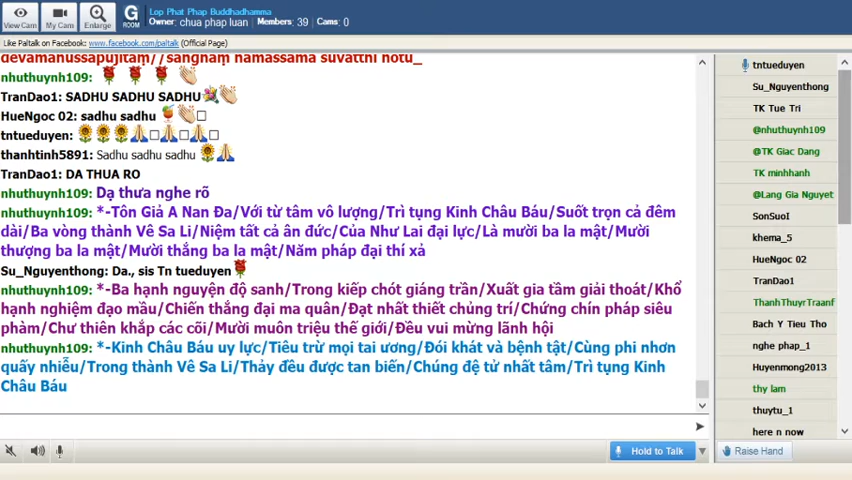 View Cam
My Cam
Enlarge
G
ROOM
Lop Phat Phap Buddhadhamma
Owner: chua phap luan Members: 39 Cams: 0
Like Paltalk on Facebook: www.facebook.com/paltalk (Official Page)
devamanussapujitaṃ//saṅghaṃ namassāma suvatthi hotu_
nhuthuynh109:
TranDao1: SADHU SADHU SADHU
HueNgoc 02: sadhu sadhu
tntueduyen:
thanhtinh5891: Sadhu sadhu sadhu
TranDao1: DA THUA RO
nhuthuynh109: Dạ thưa nghe rõ
nhuthuynh109: *-Tôn Giả A Nan Đa/Với từ tâm vô lượng/Trì tụng Kinh Châu Báu/Suốt trọn cả đêm
dài/Ba vòng thành Vê Sa Li/Niệm tất cả ân đức/Của Như Lai đại lực/Là mười ba la mật/Mười
thượng ba la mật/Mười thắng ba la mật/Năm pháp đại thí xả
Su_Nguyenthong: Da., sis Tn tueduyen
nhuthuynh109: *-Ba hạnh nguyện độ sanh/Trong kiếp chót giáng trần/Xuất gia tầm giải thoát/Khổ
hạnh nghiệm đạo mầu/Chiến thắng đại ma quân/Đạt nhất thiết chủng trí/Chứng chín pháp siêu
phàm/Chư thiên khắp các cõi/Mười muôn triệu thế giới/Đều vui mừng lãnh hội
nhuthuynh109: *-Kinh Châu Báu uy lực/Tiêu trừ mọi tai ương/Đói khát và bệnh tật/Cùng phi nhơn
quấy nhiễu/Trong thành Vê Sa Li/Thảy đều được tan biến/Chúng đệ tử nhất tâm/Trì tụng Kinh
Châu Báu
Hold to Talk
tntueduyen
Su_Nguyenthong
TK Tue Tri
@nhuthuynh109
@TK Giac Dang
TK minhhanh
@Lang Gia Nguyet
SonSuoI
khema_5
HueNgoc 02
TranDao1
ThanhThuyrTraanf
Bach Y Tieu Tho
nghe phap_1
Huyenmong2013
thy lam
thuytu_1
here n now
Raise Hand